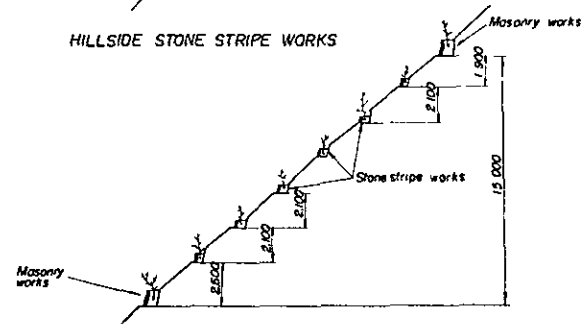 HILLSIDE STONE STRIPE WORKS
Masonry works
1.900
2.100
15.000
Stone stripe works
2.100
2.100
2.600
Masonry
works